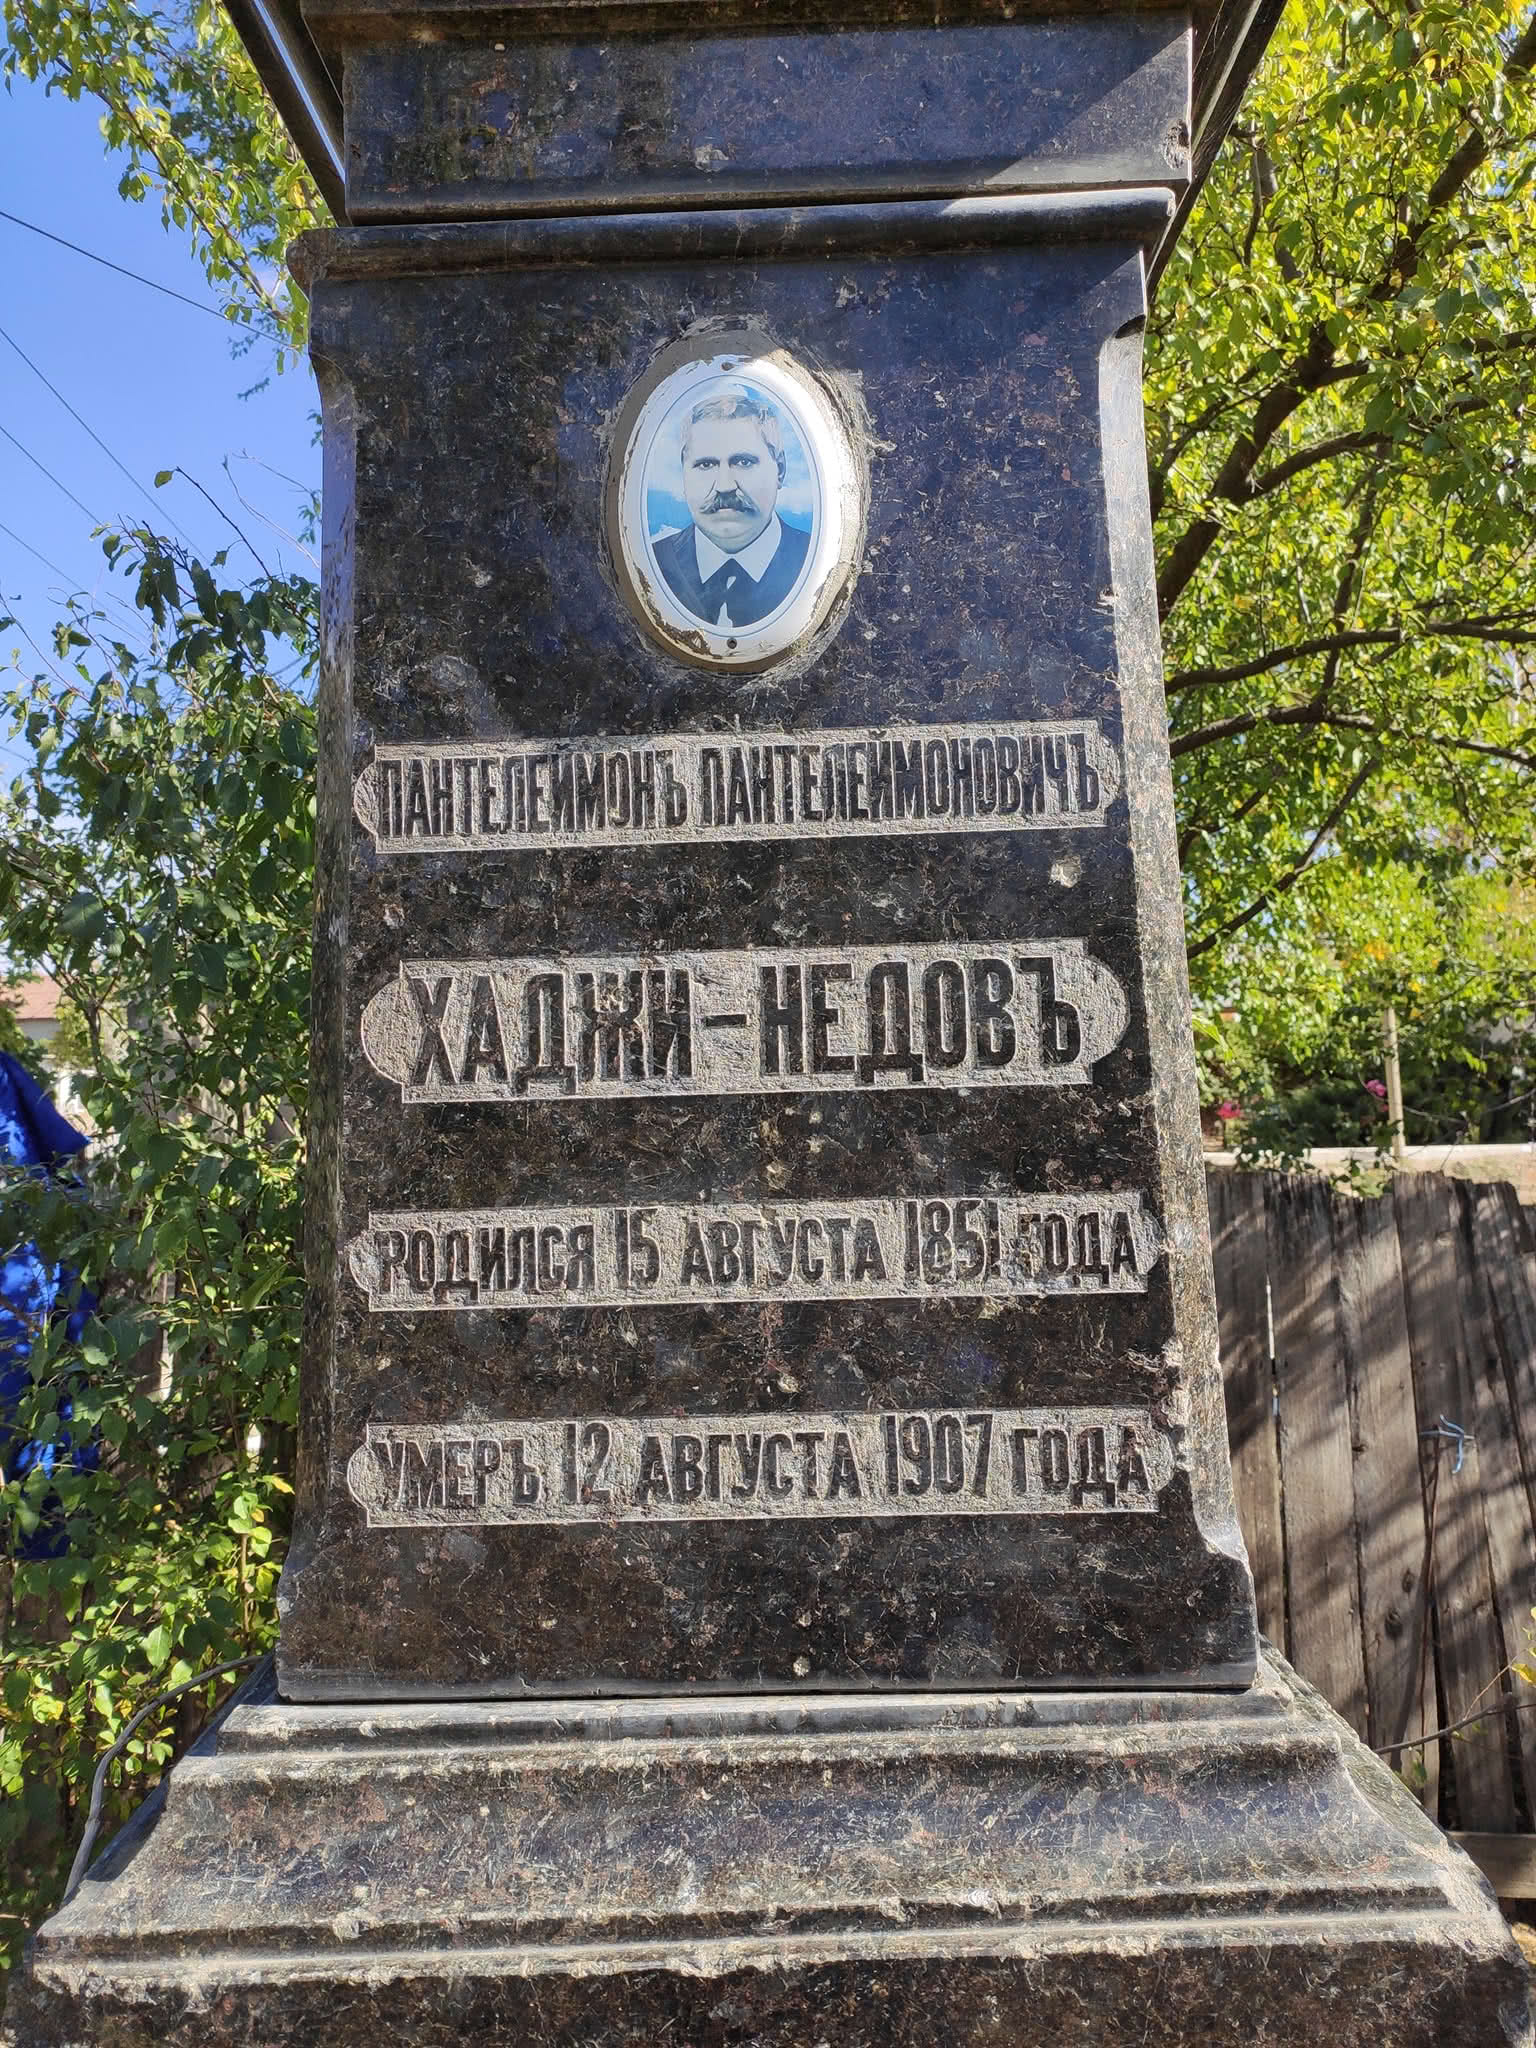 ПАНТЕЛЕИМОНЪ ПАНТЕЛЕИМОНОВИЧЪ
ХАДЖИ-НЕДОВЪ
РОДИЛСЯ 15 АВГУСТА 1851 ГОДА
УМЕРЪ 12 АВГУСТА 1907 ГОДА